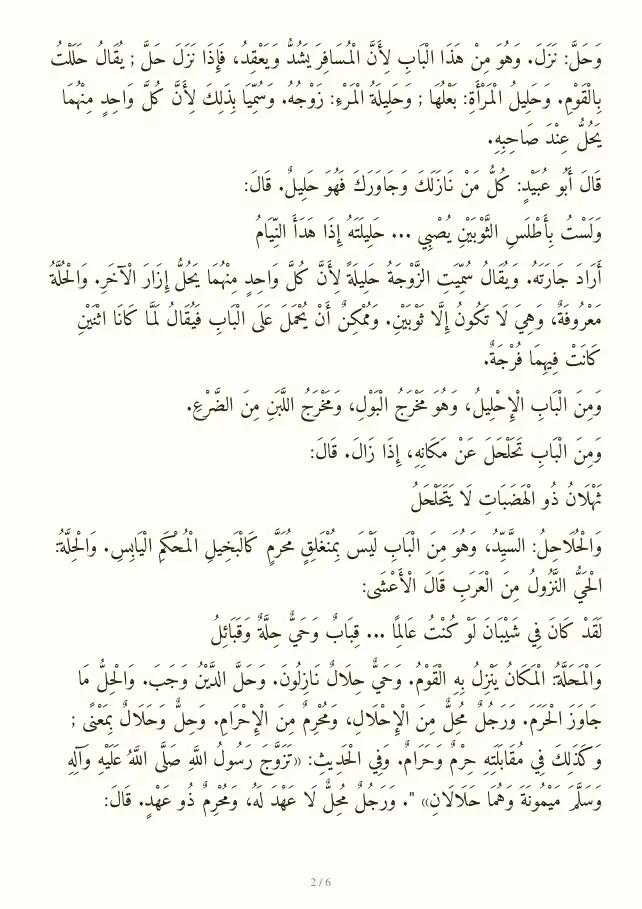 وَحَلَّ: نَزَلَ. وَهُوَ مِنْ هَذَا الْبَابِ لِأَنَّ الْمُسَافِرَ يَشُدُّ وَيَعْقِدُ، فَإِذَا نَزَلَ حَلَّ ; يُقَالُ حَلَلْتُ
بِالْقَوْمِ. وَحَلِيلُ الْمَرْأَةِ: بَعْلُهَا ; وَحَلِيلَةُ الْمَرْءِ: زَوْجُهُ. وَسُمِّيَا بِذَلِكَ لِأَنَّ كُلَّ وَاحِدٍ مِنْهُمَا
يَحُلُّ عِنْدَ صَاحِبِهِ.
قَالَ أَبُو عُبَيْدٍ: كُلُّ مَنْ نَازَلَكَ وَجَاوَرَكَ فَهُوَ حَلِيلٌ. قَالَ:
وَلَسْتُ بِأَطْلَسِ الثَّوْبَيْنِ يُصْبِي ... حَلِيلَتَهُ إِذَا هَدَأَ النِّيَامُ
أَرَادَ جَارَتَهُ. وَيُقَالُ سُمِّيَتِ الزَّوْجَةُ حَلِيلَةً لِأَنَّ كُلَّ وَاحِدٍ مِنْهُمَا يَحُلُّ إِزَارَ الْآخَرِ. وَالْحُلَّةُ
مَعْرُوفَةٌ، وَهِيَ لَا تَكُونُ إِلَّا ثَوْبَيْنِ. وَمُمْكِنٌ أَنْ يُحْمَلَ عَلَى الْبَابِ فَيُقَالُ لَمَّا كَانَا اثْنَيْنِ
كَانَتْ فِيهِمَا فُرْجَةٌ.
وَمِنَ الْبَابِ الْإِحْلِيلُ، وَهُوَ مَخْرَجُ الْبَوْلِ، وَمَخْرَجُ اللَّبَنِ مِنَ الضَّرْعِ.
وَمِنَ الْبَابِ تَحَلْحَلَ عَنْ مَكَانِهِ، إِذَا زَالَ. قَالَ:
ثَهْلَانُ ذُو الْهَضَبَاتِ لَا يَتَحَلْحَلُ
وَالْحُلَاحِلُ: السَّيِّدُ، وَهُوَ مِنَ الْبَابِ لَيْسَ بِمُنْغَلِقٍ مُحَرَّمٍ كَالْبَخِيلِ الْمُحْكَمِ الْيَابِسِ. وَالْحِلَّةُ:
الْحَيُّ النَّزُولُ مِنَ الْعَرَبِ قَالَ الْأَعْشَى:
لَقَدْ كَانَ فِي شَيْبَانَ لَوْ كُنْتُ عَالِمًا ... قِبَابٌ وَحَيٌّ حِلَّةٌ وَقَبَائِلُ
وَالْمَحَلَّةُ: الْمَكَانُ يَنْزِلُ بِهِ الْقَوْمُ. وَحَيٌّ حِلَالٌ نَازِلُونَ. وَحَلَّ الدَّيْنُ وَجَبَ. وَالْحِلُّ مَا
جَاوَزَ الْحَرَمَ. وَرَجُلٌ مُحِلٌّ مِنَ الْإِحْلَالِ، وَمُحْرِمٌ مِنَ الْإِحْرَامِ. وَحِلٌّ وَحَلَالٌ بِمَعْنًى ;
وَكَذَلِكَ فِي مُقَابَلَتِهِ حِرْمٌ وَحَرَامٌ. وَفِي الْحَدِيثِ: «تَزَوَّجَ رَسُولُ اللَّهِ صَلَّى اللَّهُ عَلَيْهِ وَآلِهِ
وَسَلَّمَ مَيْمُونَةَ وَهُمَا حَلَالَانِ» ". وَرَجُلٌ مُحِلٌّ لَا عَهْدَ لَهُ، وَمُحْرِمٌ ذُو عَهْدٍ. قَالَ:
2 / 6